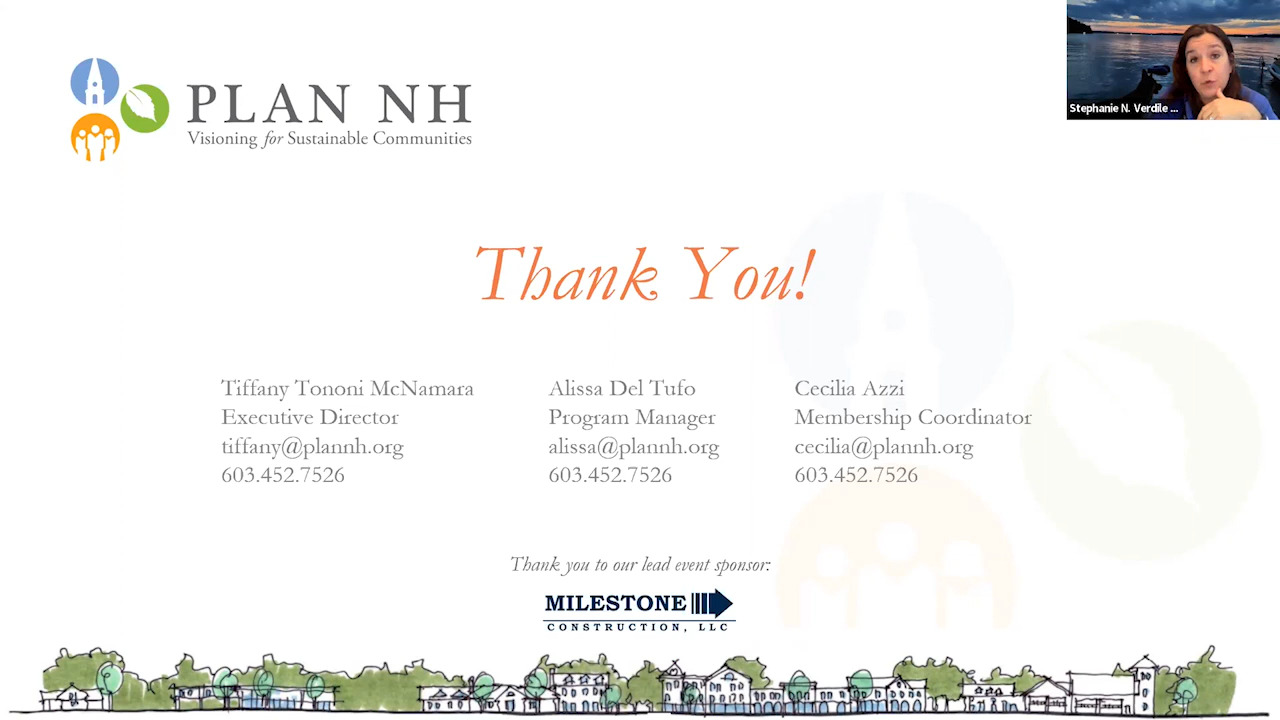 PLAN NH
Visioning for Sustainable Communities
Stephanie N. Verdile ...
Thank You!
Tiffany Tononi McNamara
Executive Director
tiffany@plannh.org
603.452.7526
Alissa Del Tufo
Program Manager
alissa@plannh.org
603.452.7526
Cecilia Azzi
Membership Coordinator
cecilia@plannh.org
603.452.7526
Thank you to our lead event sponsor:
MILESTONE
CONSTRUCTION, LLC